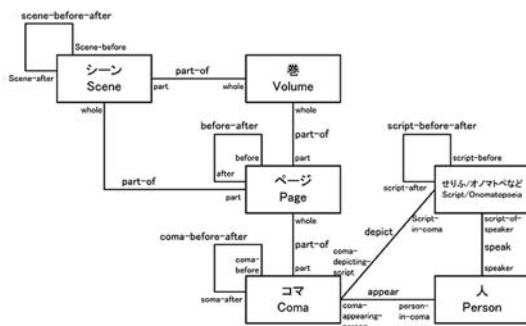 scene-before-after
Scene-before
Scene-after
シーン
Scene
part-of
part
whole
巻
Volume
whole
whole
part-of
part
before-after
before
after
part-of
part
ページ
Page
whole
script-before-after
script-before
script-after
せりふ/オノマトペなど
Script/Onomatopoeia
Script-in-coma
script-of-speaker
depict
speak
speaker
part-of
part
coma-before-after
coma-before
soma-after
コマ
Coma
coma-depicting-script
appear
coma-appearing-
person-in-coma
人
Person